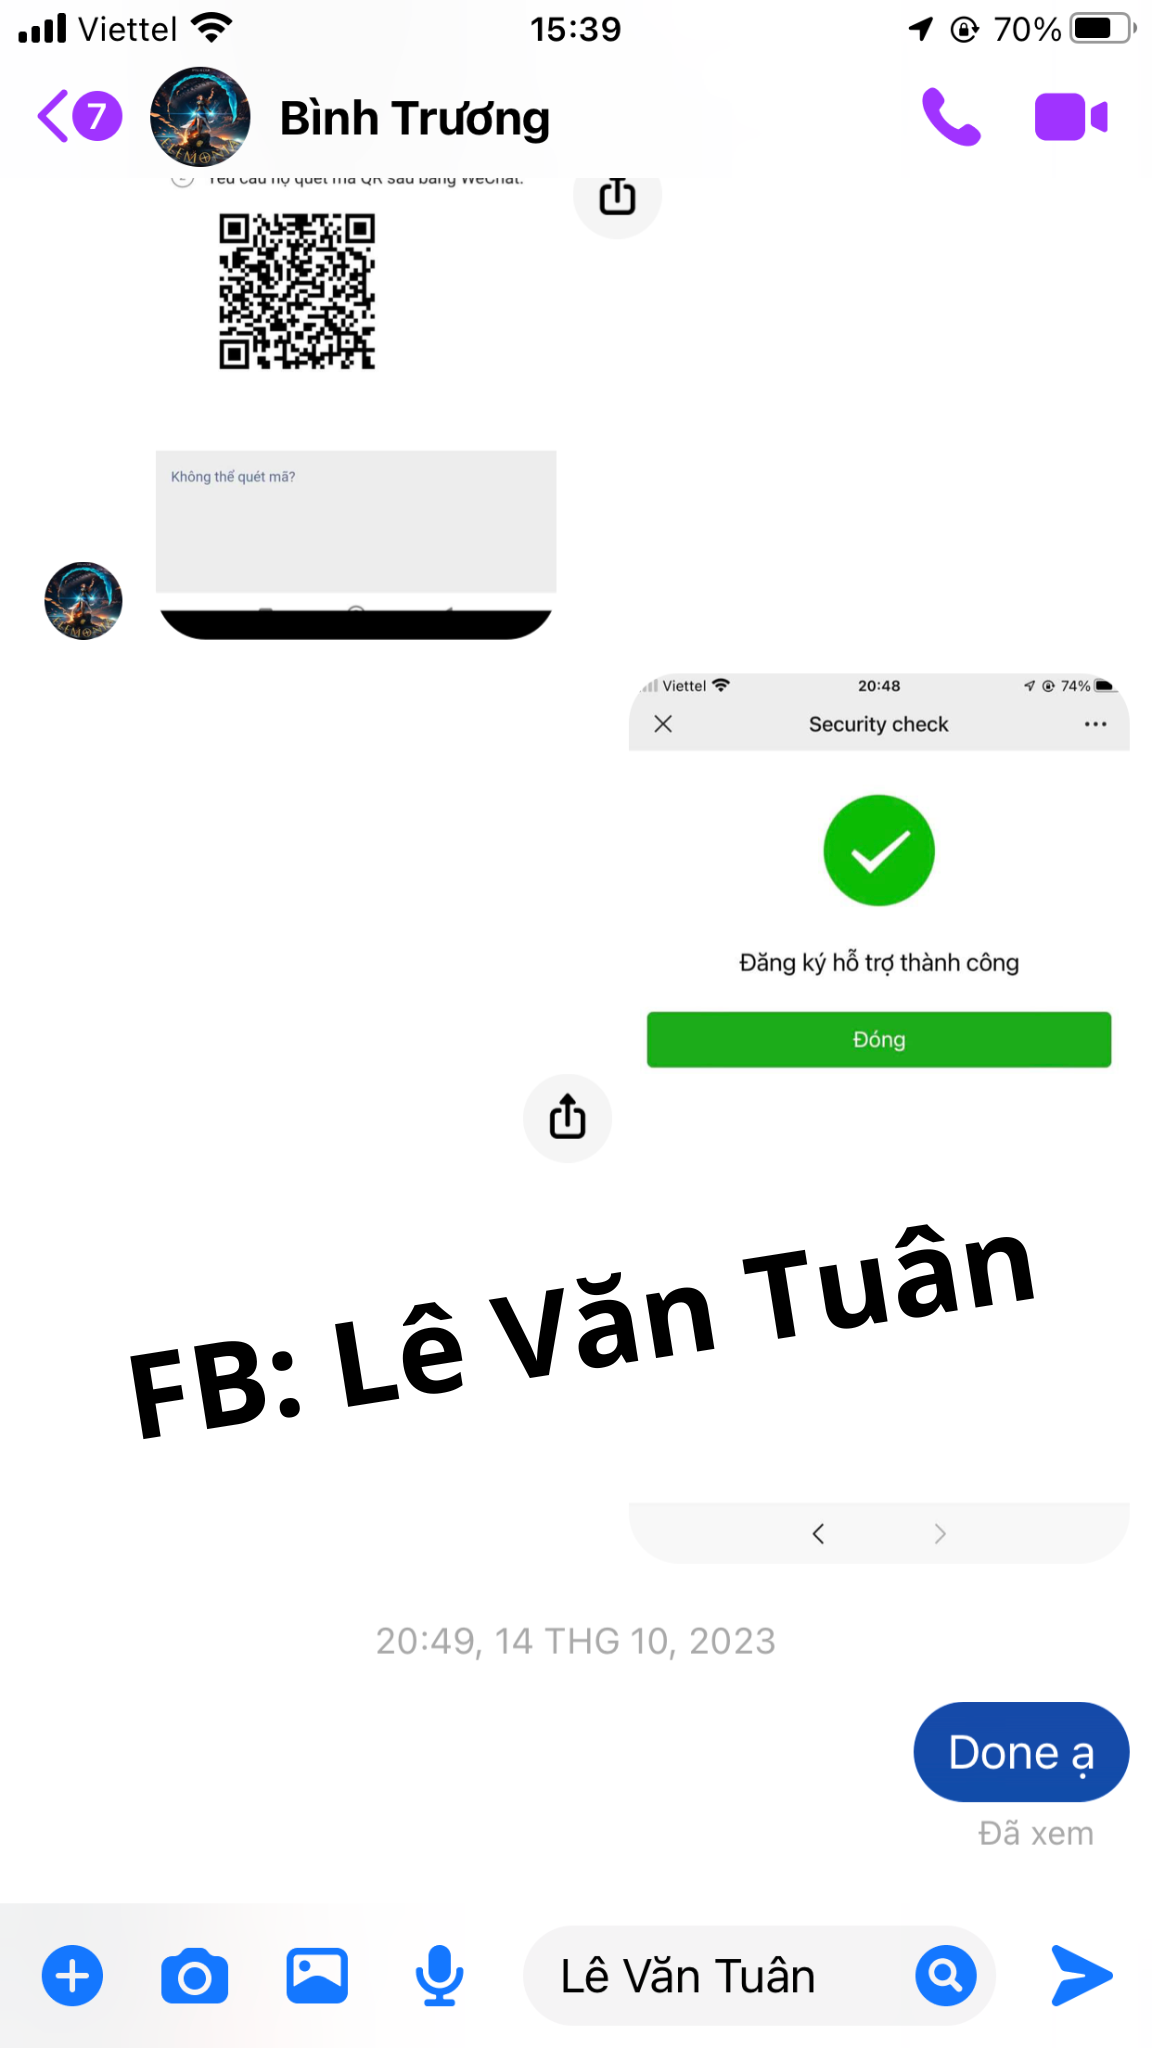 Viettel 15:39 70%
7 Bình Trương
Yêu cầu họ quét mã QR sau bằng WeChat.
Không thể quét mã?
Viettel 20:48 74%
Security check
Đăng ký hỗ trợ thành công
Đóng
FB: Lê Văn Tuân
20:49, 14 THG 10, 2023
Done ạ
Đã xem
Lê Văn Tuân